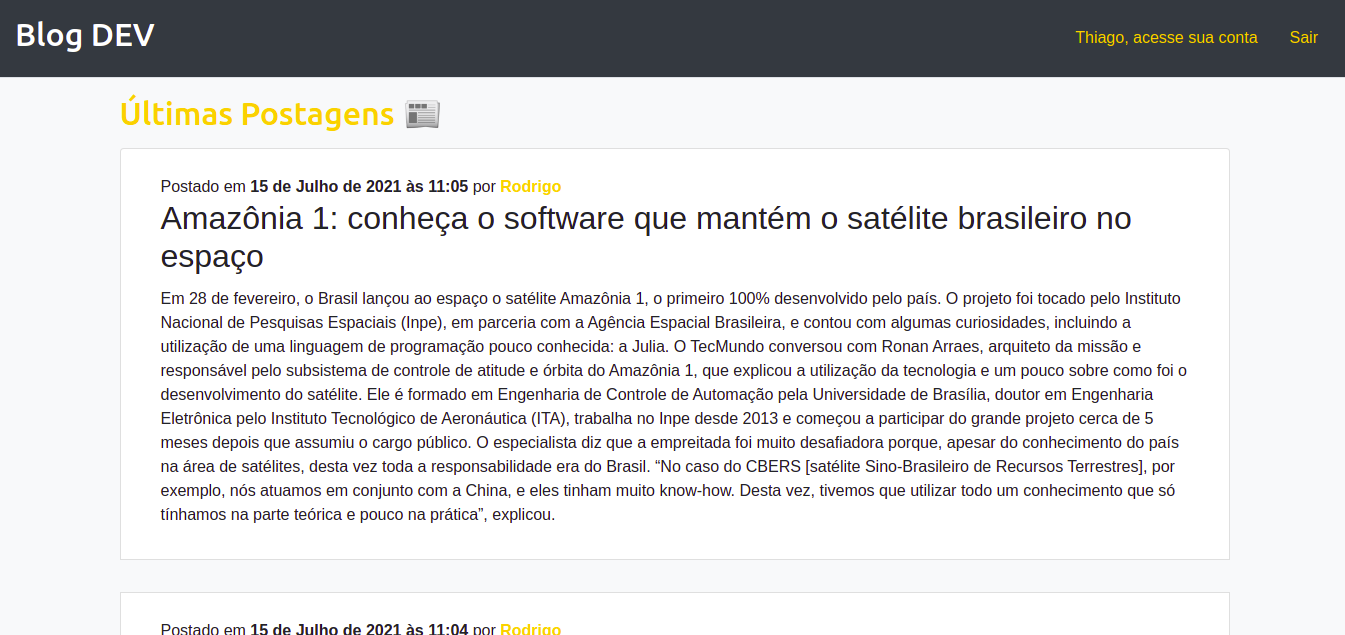 Blog DEV
Thiago, acesse sua conta
Sair
Últimas Postagens
Postado em 15 de Julho de 2021 às 11:05 por Rodrigo
Amazônia 1: conheça o software que mantém o satélite brasileiro no
espaço
Em 28 de fevereiro, o Brasil lançou ao espaço o satélite Amazônia 1, o primeiro 100% desenvolvido pelo país. O projeto foi tocado pelo Instituto
Nacional de Pesquisas Espaciais (Inpe), em parceria com a Agência Espacial Brasileira, e contou com algumas curiosidades, incluindo a
utilização de uma linguagem de programação pouco conhecida: a Julia. O TecMundo conversou com Ronan Arraes, arquiteto da missão e
responsável pelo subsistema de controle de atitude e órbita do Amazônia 1, que explicou a utilização da tecnologia e um pouco sobre como foi o
desenvolvimento do satélite. Ele é formado em Engenharia de Controle de Automação pela Universidade de Brasília, doutor em Engenharia
Eletrônica pelo Instituto Tecnológico de Aeronáutica (ITA), trabalha no Inpe desde 2013 e começou a participar do grande projeto cerca de 5
meses depois que assumiu o cargo público. O especialista diz que a empreitada foi muito desafiadora porque, apesar do conhecimento do país
na área de satélites, desta vez toda a responsabilidade era do Brasil. “No caso do CBERS [satélite Sino-Brasileiro de Recursos Terrestres], por
exemplo, nós atuamos em conjunto com a China, e eles tinham muito know-how. Desta vez, tivemos que utilizar todo um conhecimento que só
tínhamos na parte teórica e pouco na prática”, explicou.
Postado em 15 de Julho de 2021 às 11:04 por Rodrigo